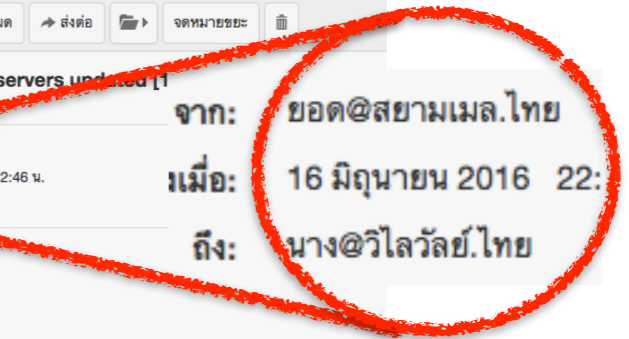 ส่งต่อ จดหมายขยะ
servers updated [1
จาก: ยอด@สยามเมล.ไทย
2:46 น.
เมื่อ: 16 มิถุนายน 2016 22:
ถึง: นาง@วิไลวัลย์.ไทย